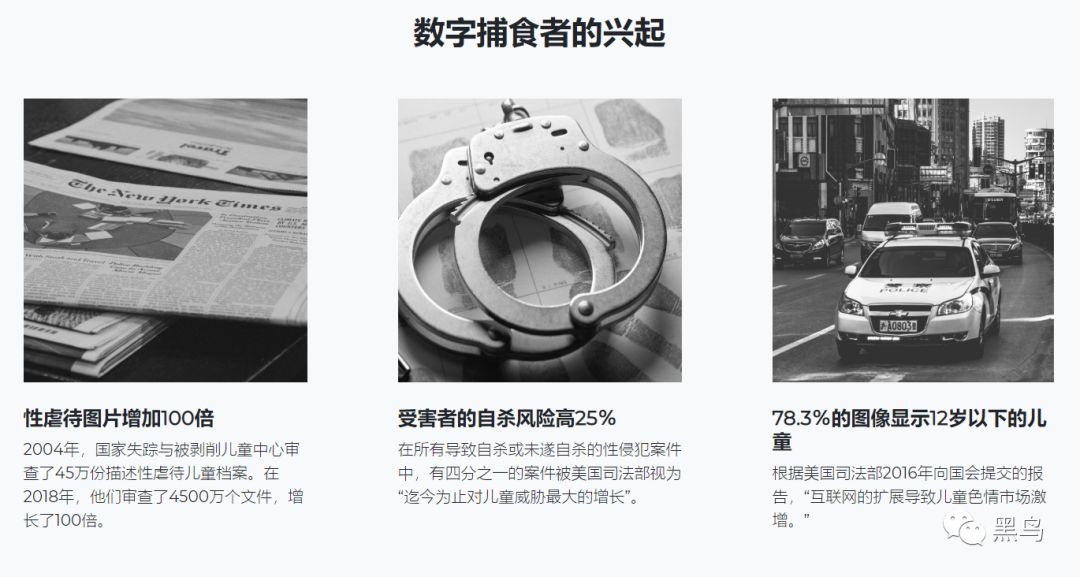 数字捕食者的兴起
Travel
The New York Times
POLICE
A0803
性虐待图片增加100倍
2004年，国家失踪与被剥削儿童中心审
查了45万份描述性虐待儿童档案。在
2018年，他们审查了4500万个文件，增
长了100倍。
受害者的自杀风险高25%
在所有导致自杀或未遂自杀的性侵犯案件
中，有四分之一的案件被美国司法部视为
“迄今为止对儿童威胁最大的增长”。
78.3%的图像显示12岁以下的儿
童
根据美国司法部2016年向国会提交的报
告，“互联网的扩展导致儿童色情市场激
增。”
黑鸟